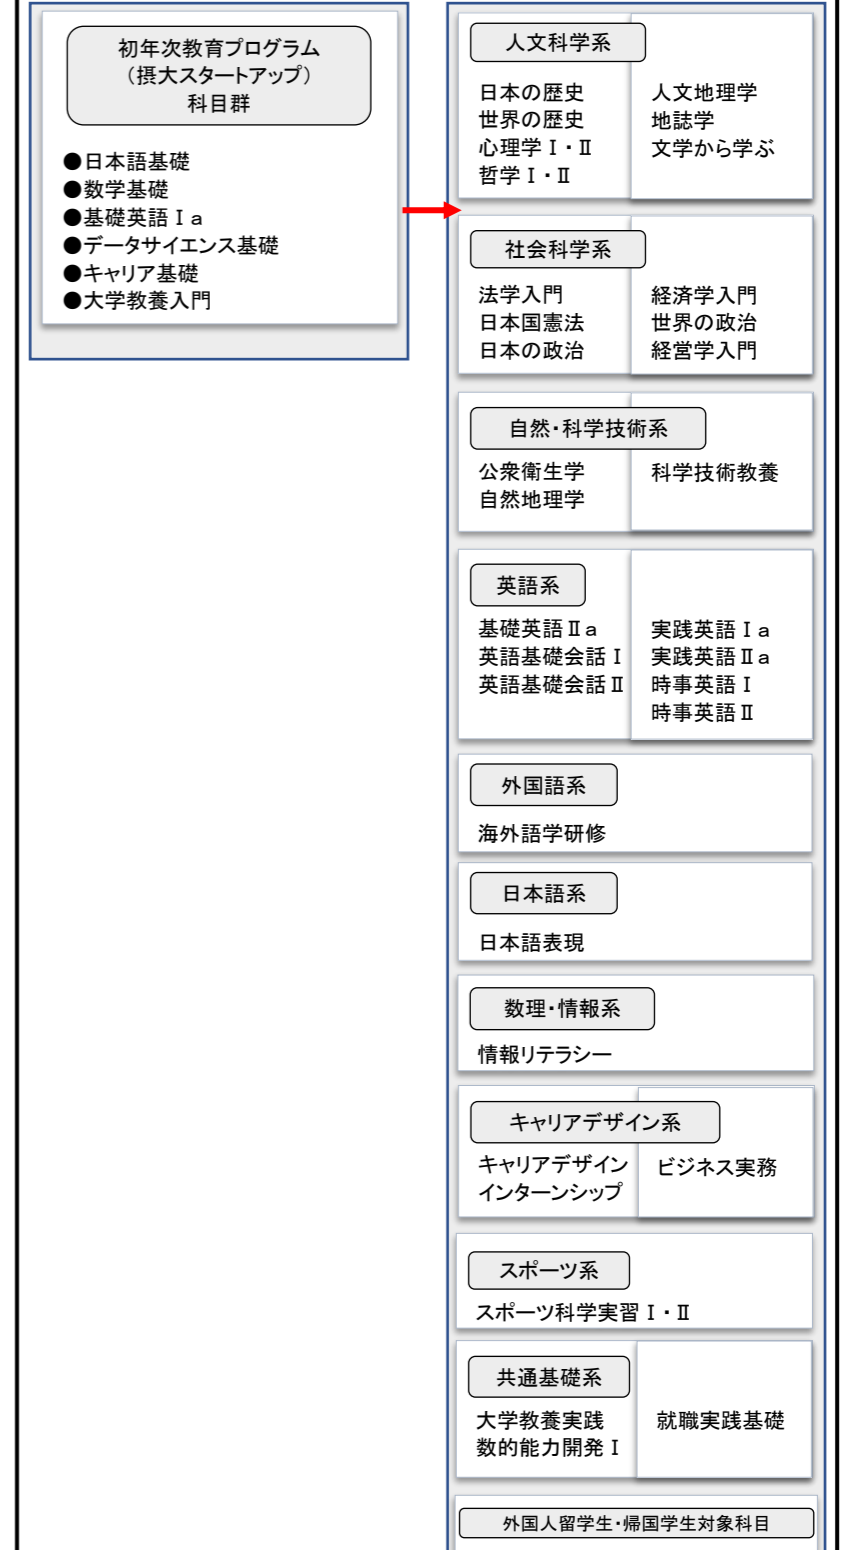 初年次教育プログラム
（摂大スタートアップ）
科目群
●日本語基礎
●数学基礎
●基礎英語Ⅰａ
●データサイエンス基礎
●キャリア基礎
●大学教養入門
人文科学系
日本の歴史
世界の歴史
心理学Ⅰ・Ⅱ
哲学Ⅰ・Ⅱ
人文地理学
地誌学
文学から学ぶ
社会科学系
法学入門
日本国憲法
日本の政治
経済学入門
世界の政治
経営学入門
自然・科学技術系
公衆衛生学
自然地理学
科学技術教養
英語系
基礎英語Ⅱａ
英語基礎会話Ⅰ
英語基礎会話Ⅱ
実践英語Ⅰａ
実践英語Ⅱａ
時事英語Ⅰ
時事英語Ⅱ
外国語系
海外語学研修
日本語系
日本語表現
数理・情報系
情報リテラシー
キャリアデザイン系
キャリアデザイン
インターンシップ
ビジネス実務
スポーツ系
スポーツ科学実習Ⅰ・Ⅱ
共通基礎系
大学教養実践
数的能力開発Ⅰ
就職実践基礎
外国人留学生・帰国学生対象科目